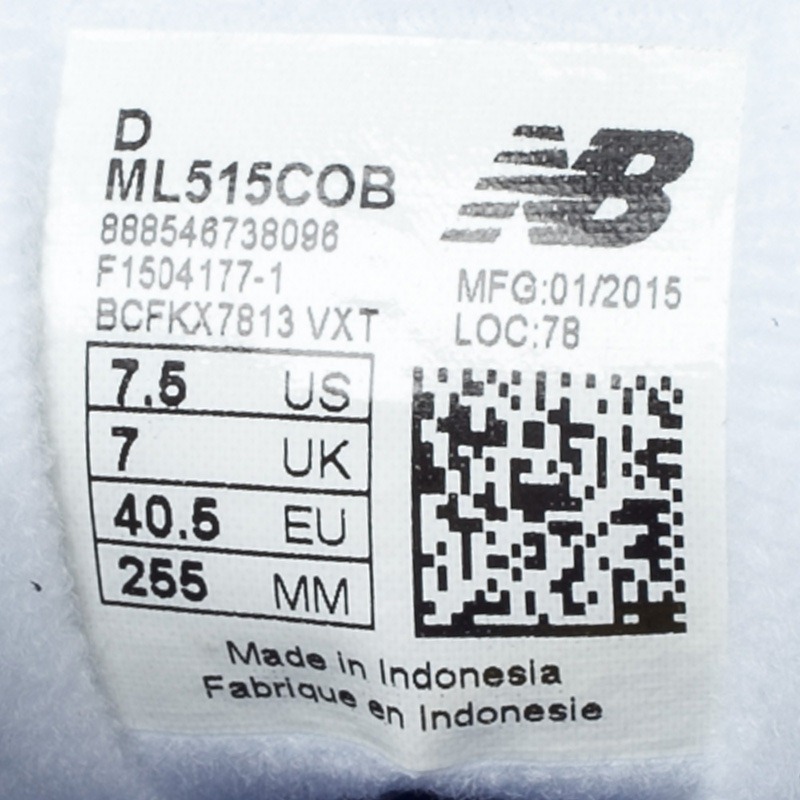 D
ML515COB
888546738096
F1504177-1
BCFKX7813 VXT
NB
MFG:01/2015
LOC:78
7.5 US
7 UK
40.5 EU
255 MM
Made in Indonesia
Fabrique en Indonesie